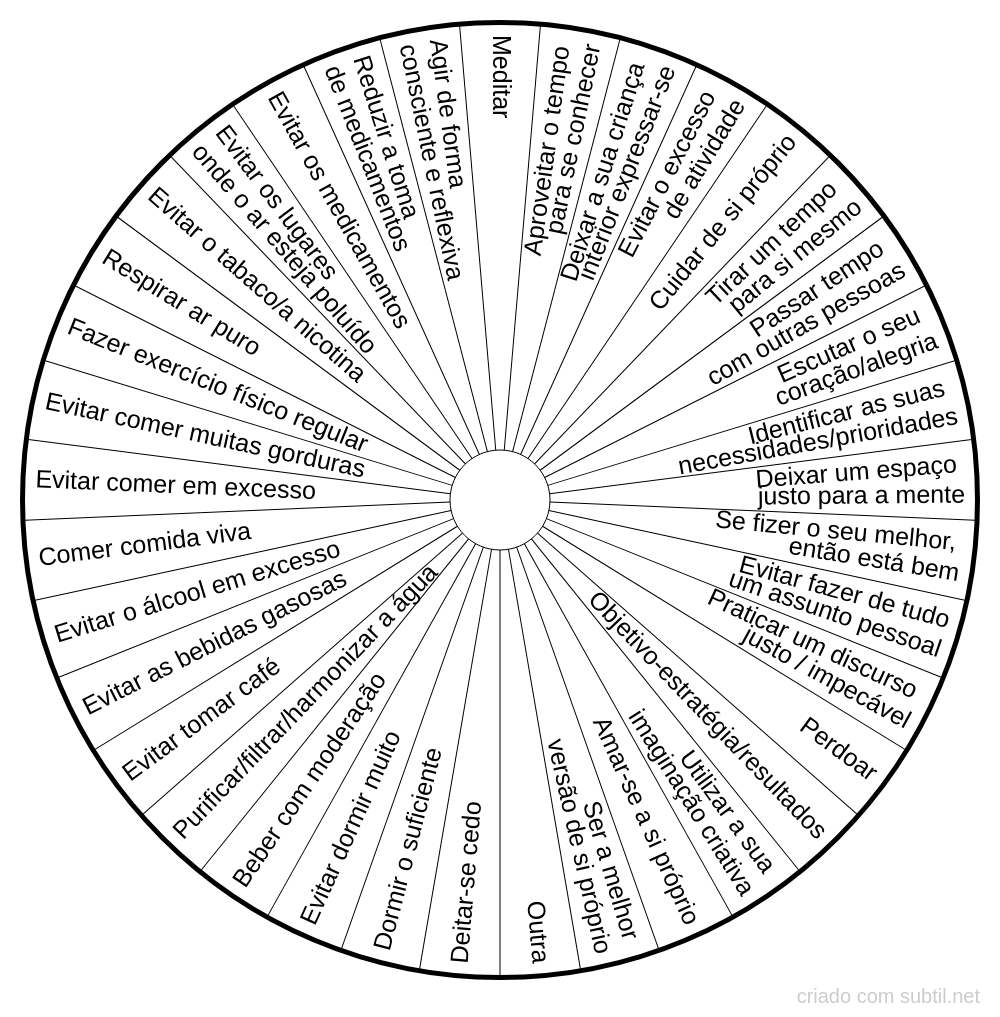 Meditar
Aproveitar o tempo
para se conhecer
Deixar a sua criança
interior expressar-se
Evitar o excesso
de atividade
Cuidar de si próprio
Tirar um tempo
para si mesmo
Passar tempo
com outras pessoas
Escutar o seu
coração/alegria
Identificar as suas
necessidades/prioridades
Deixar um espaço
justo para a mente
Se fizer o seu melhor,
então está bem
Evitar fazer de tudo
um assunto pessoal
Praticar um discurso
justo / impecável
Perdoar
Objetivo-estratégia/resultados
Utilizar a sua
imaginação criativa
Amar-se a si próprio
Ser a melhor
versão de si próprio
Outra
Deitar-se cedo
Dormir o suficiente
Evitar dormir muito
Beber com moderação
Purificar/filtrar/harmonizar a água
Evitar tomar café
Evitar as bebidas gasosas
Evitar o álcool em excesso
Comer comida viva
Evitar comer em excesso
Evitar comer muitas gorduras
Fazer exercício físico regular
Respirar ar puro
Evitar o tabaco/a nicotina
Evitar os lugares
onde o ar esteja poluído
Evitar os medicamentos
Reduzir a toma
de medicamentos
Agir de forma
consciente e reflexiva
criado com subtil.net